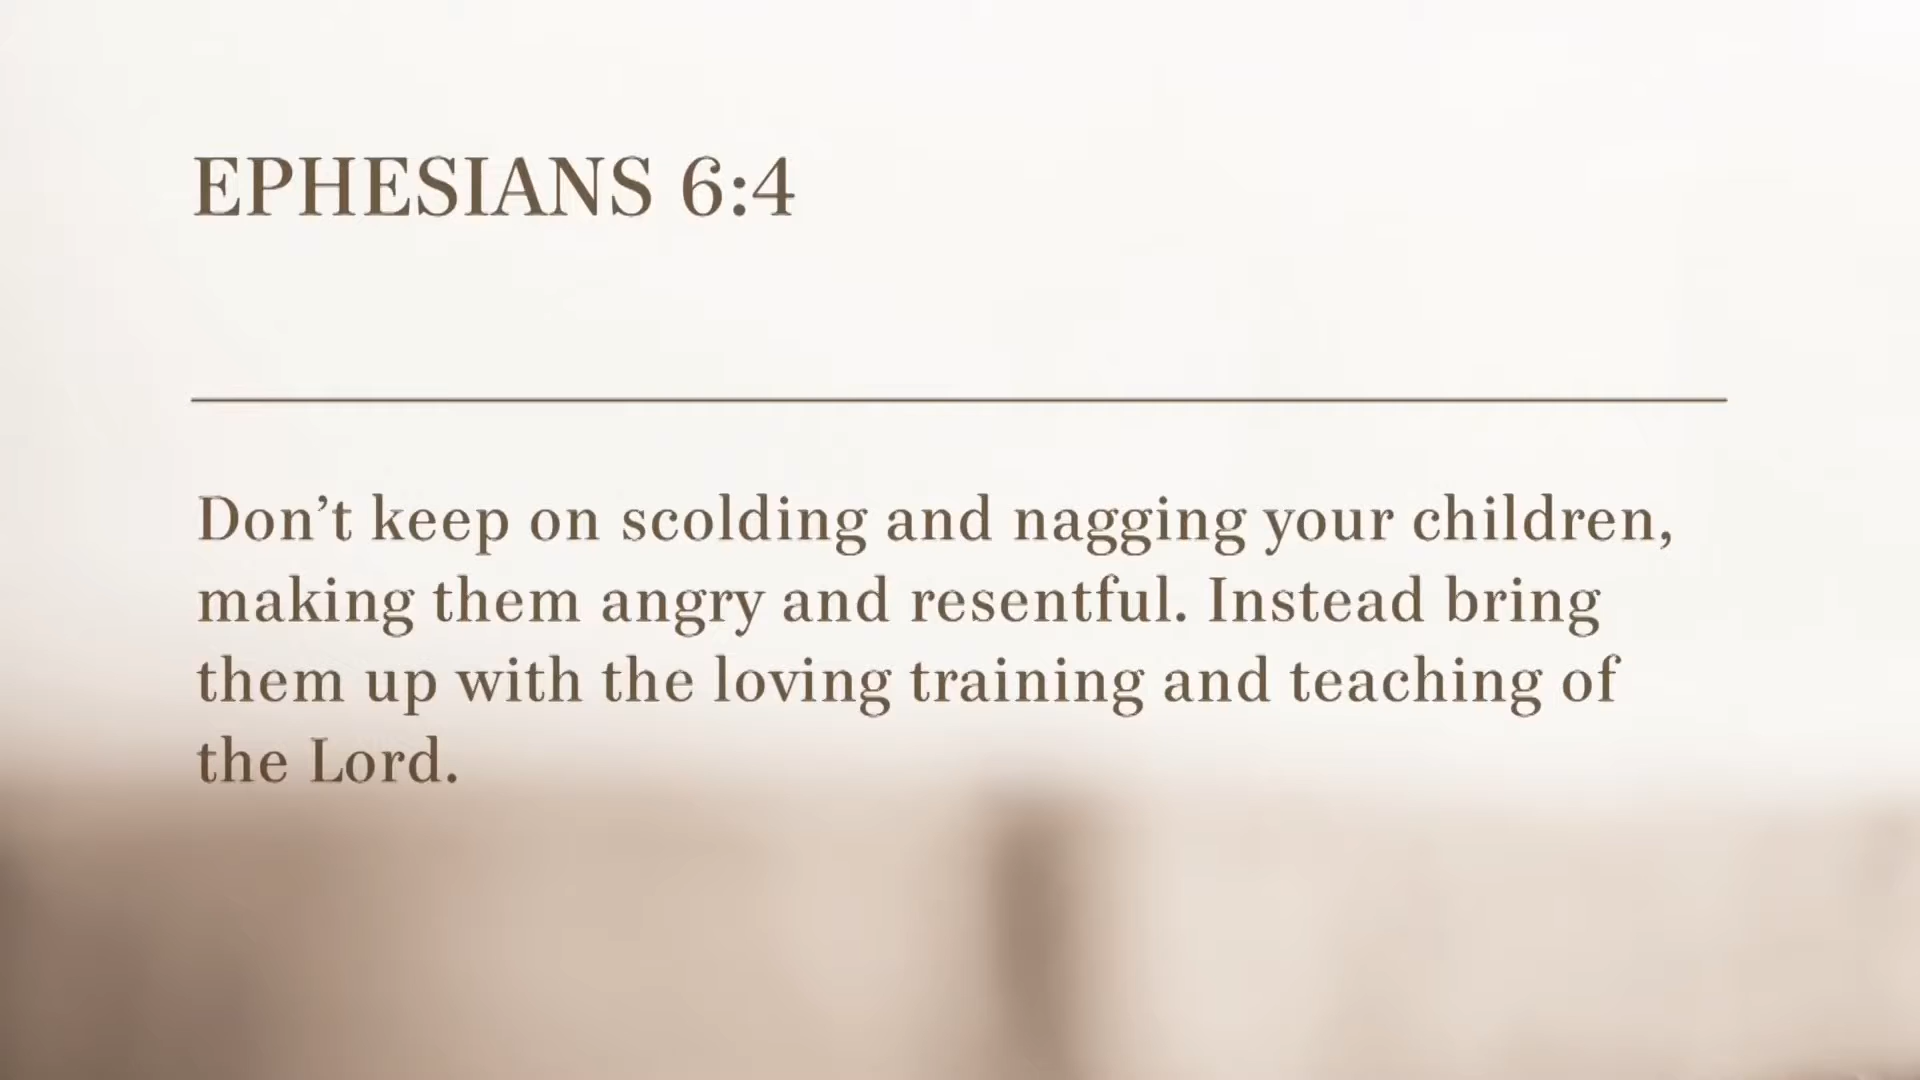 EPHESIANS 6:4
Don’t keep on scolding and nagging your children,
making them angry and resentful. Instead bring
them up with the loving training and teaching of
the Lord.